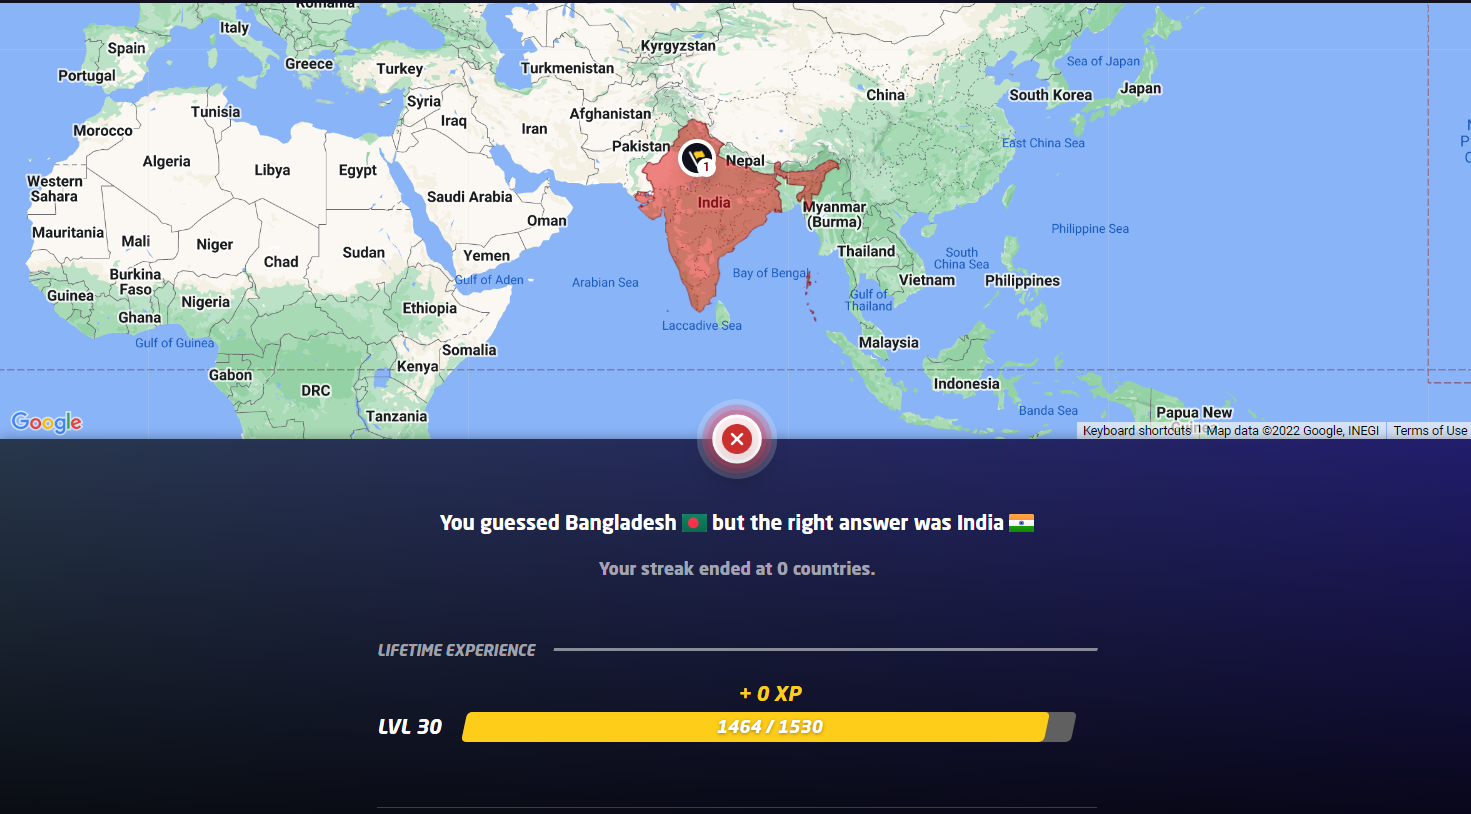 Romania
Italy
Spain
Portugal
Greece
Turkey
Kyrgyzstan
Turkmenistan
Sea of Japan
China
South Korea
Japan
Tunisia
Syria
Afghanistan
Morocco
Iraq
Iran
Pakistan
East China Sea
Algeria
Libya
Egypt
Nepal
1
Western
Sahara
Saudi Arabia
India
Myanmar
(Burma)
Oman
Mauritania
Mali
Niger
Sudan
Chad
Yemen
Thailand
Philippine Sea
South
China Sea
Burkina
Faso
Gulf of Aden
Arabian Sea
Bay of Bengal
Vietnam
Philippines
Guinea
Nigeria
Ethiopia
Gulf of
Thailand
Ghana
Laccadive Sea
Gulf of Guinea
Somalia
Malaysia
Kenya
Gabon
DRC
Indonesia
Tanzania
Banda Sea
Papua New
Guinea
Google
Keyboard shortcuts
Map data ©2022 Google, INEGI
Terms of Use
You guessed Bangladesh but the right answer was India
Your streak ended at 0 countries.
LIFETIME EXPERIENCE
+ 0 XP
LVL 30
1464 / 1530